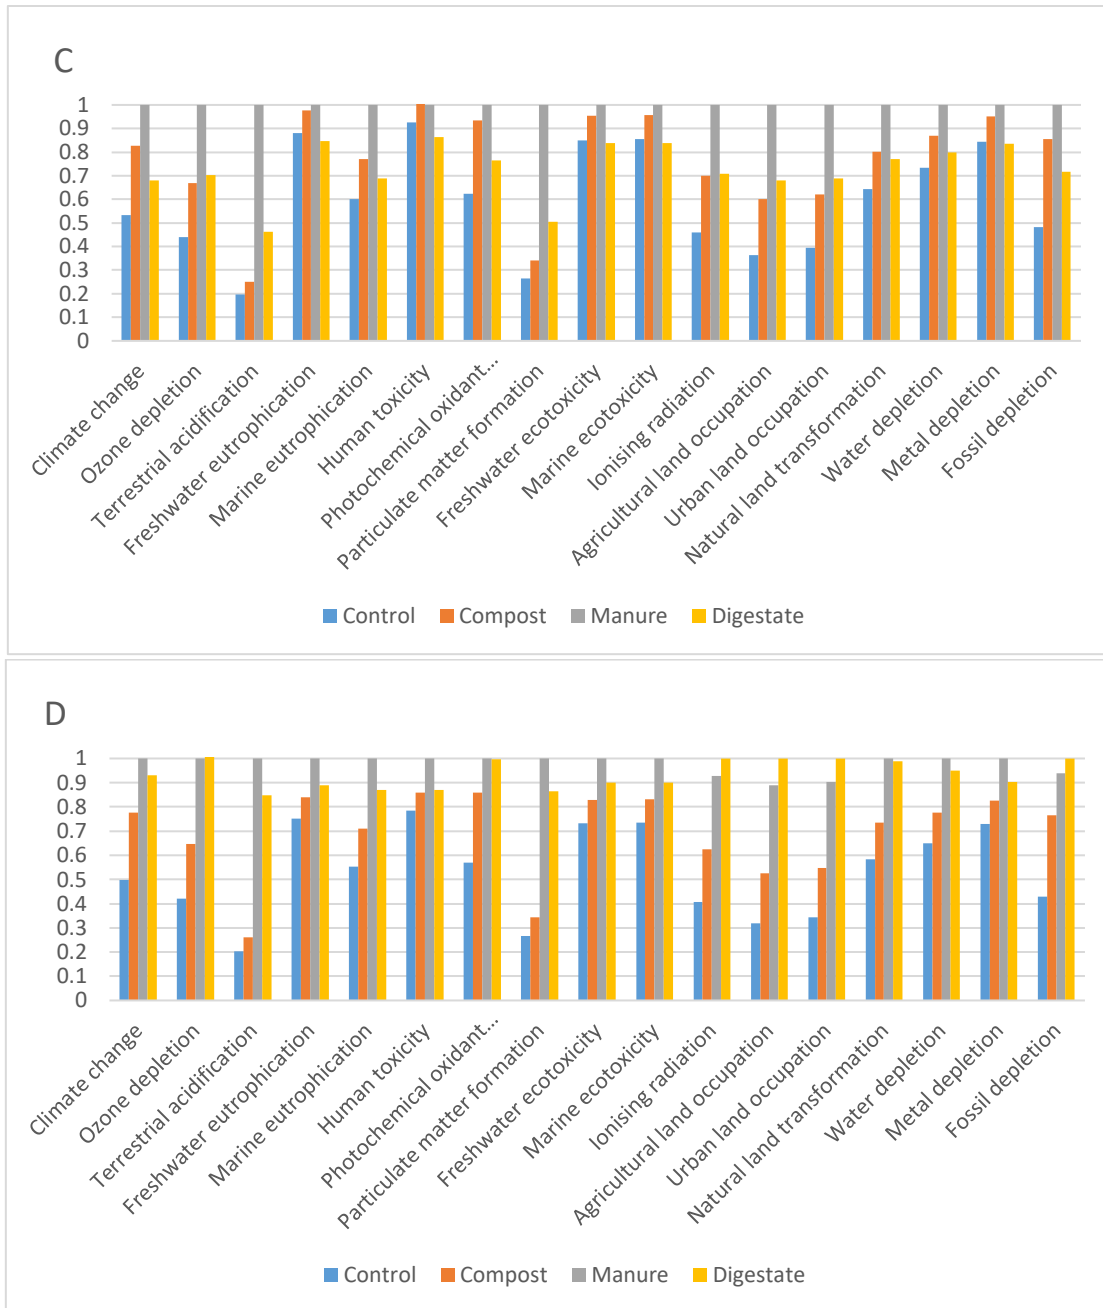 C
1
0.9
0.8
0.7
0.6
0.5
0.4
0.3
0.2
0.1
0
Climate change
Ozone depletion
Terrestrial acidification
Freshwater eutrophication
Marine eutrophication
Human toxicity
Photochemical oxidant...
Particulate matter formation
Freshwater ecotoxicity
Marine ecotoxicity
Ionising radiation
Agricultural land occupation
Urban land occupation
Natural land transformation
Water depletion
Metal depletion
Fossil depletion
Control Compost Manure Digestate
D
1
0.9
0.8
0.7
0.6
0.5
0.4
0.3
0.2
0.1
0
Climate change
Ozone depletion
Terrestrial acidification
Freshwater eutrophication
Marine eutrophication
Human toxicity
Photochemical oxidant...
Particulate matter formation
Freshwater ecotoxicity
Marine ecotoxicity
Ionising radiation
Agricultural land occupation
Urban land occupation
Natural land transformation
Water depletion
Metal depletion
Fossil depletion
Control Compost Manure Digestate